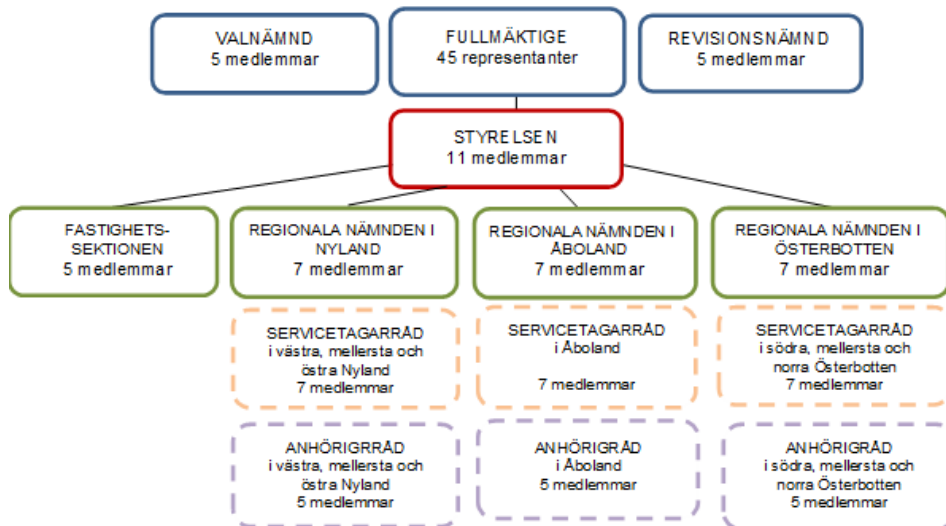 VALNÄMND
5 medlemmar
FULLMÄKTIGE
45 representanter
REVISIONSNÄMND
5 medlemmar
STYRELSEN
11 medlemmar
FASTIGHETS-
SEKTIONEN
5 medlemmar
REGIONALA NÄMNDEN I
NYLAND
7 medlemmar
REGIONALA NÄMNDEN I
ÅBOLAND
7 medlemmar
REGIONALA NÄMNDEN I
ÖSTERBOTTEN
7 medlemmar
SERVICETAGARRÅD
i västra, mellersta och
östra Nyland
7 medlemmar
SERVICETAGARRÅD
i Åboland
7 medlemmar
SERVICETAGARRÅD
i södra, mellersta och
norra Österbotten
7 medlemmar
ANHÖRIGRRÅD
i västra, mellersta och
östra Nyland
5 medlemmar
ANHÖRIGRÅD
i Åboland
5 medlemmar
ANHÖRIGRÅD
i södra, mellersta och
norra Österbotten
5 medlemmar